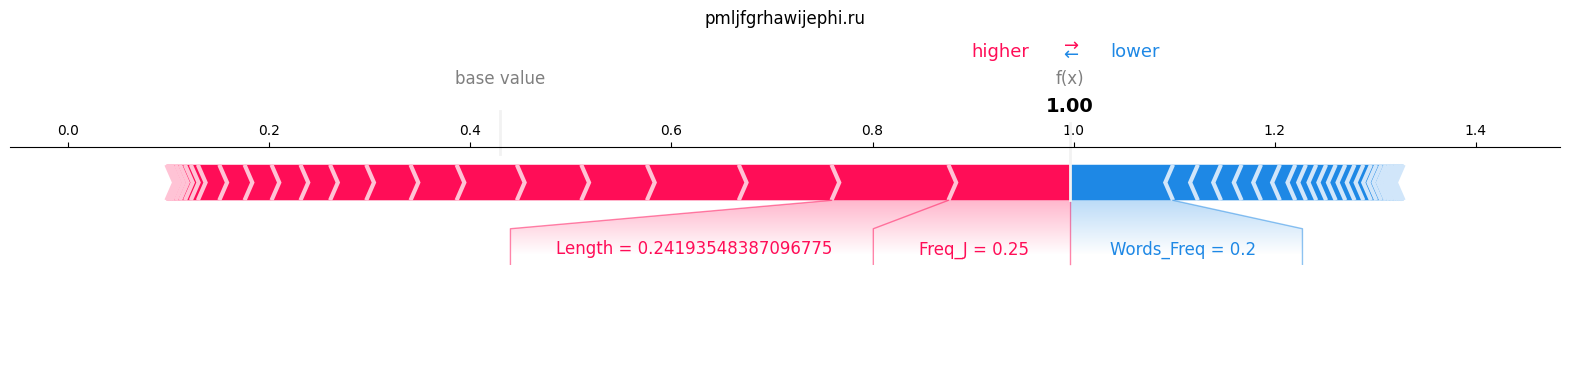 pmljfgrhawijephi.ru
higher → ← lower
base value f(x)
1.00
0.0 0.2 0.4 0.6 0.8 1.0 1.2 1.4
Length = 0.24193548387096775 Freq_J = 0.25 Words_Freq = 0.2